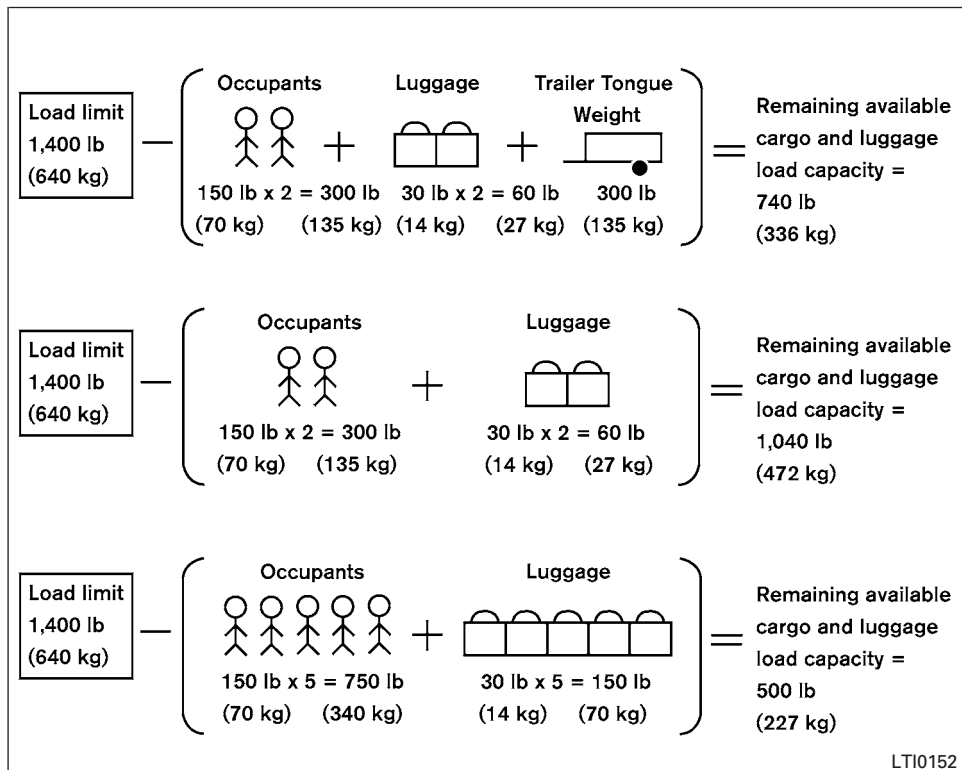 Occupants Luggage Trailer Tongue
Weight
Load limit
1,400 lb
(640 kg)
150 lb x 2 = 300 lb 30 lb x 2 = 60 lb 300 lb
(70 kg) (135 kg) (14 kg) (27 kg) (135 kg)
Remaining available
cargo and luggage
load capacity =
740 lb
(336 kg)
Occupants Luggage
Load limit
1,400 lb
(640 kg)
150 lb x 2 = 300 lb 30 lb x 2 = 60 lb
(70 kg) (135 kg) (14 kg) (27 kg)
Remaining available
cargo and luggage
load capacity =
1,040 lb
(472 kg)
Occupants Luggage
Load limit
1,400 lb
(640 kg)
150 lb x 5 = 750 lb 30 lb x 5 = 150 lb
(70 kg) (340 kg) (14 kg) (70 kg)
Remaining available
cargo and luggage
load capacity =
500 lb
(227 kg)
LTI0152